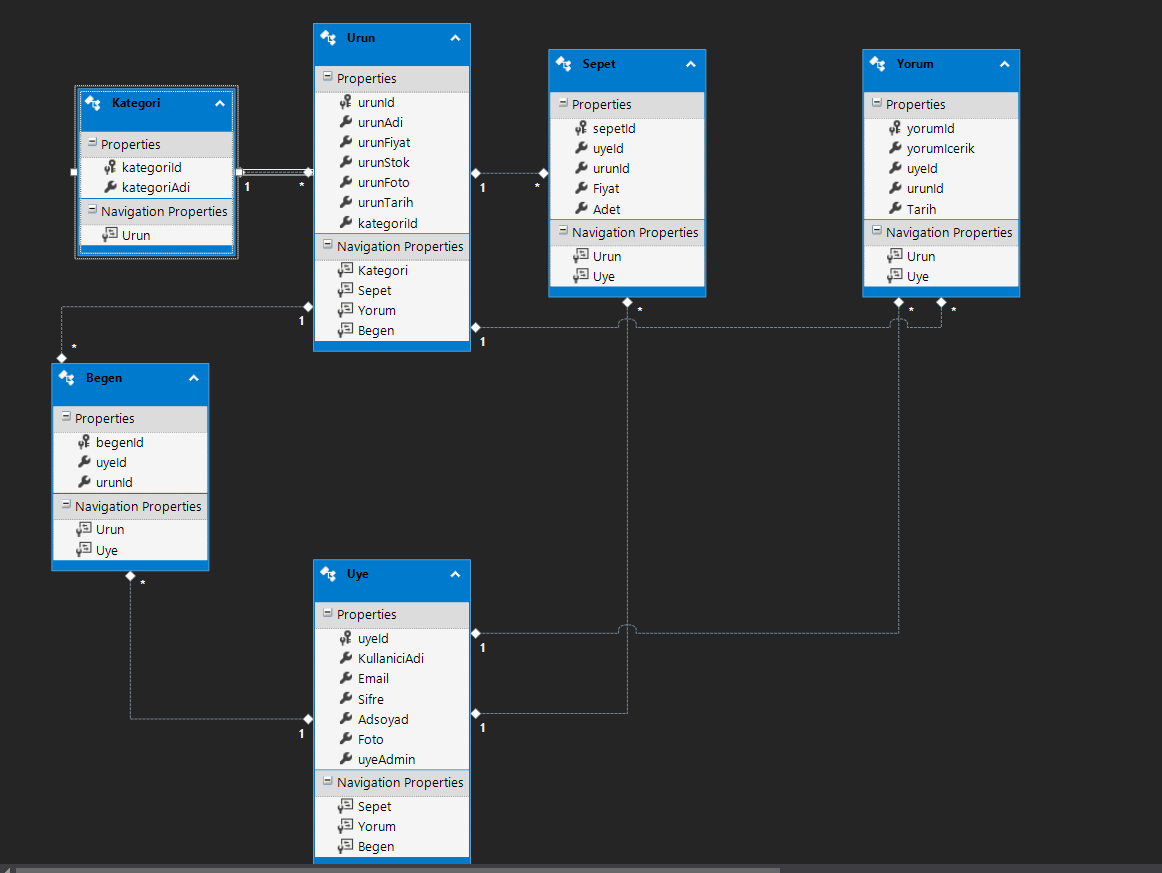 Kategori
Properties
kategoriId
kategoriAdi
Navigation Properties
Urun
1
*
Urun
Properties
urunId
urunAdi
urunFiyat
urunStok
urunFoto
urunTarih
kategoriId
Navigation Properties
Kategori
Sepet
Yorum
Begen
1
*
1
1
Sepet
Properties
sepetId
uyeId
urunId
Fiyat
Adet
Navigation Properties
Urun
Uye
*
Yorum
Properties
yorumId
yorumIcerik
uyeId
urunId
Tarih
Navigation Properties
Urun
Uye
*
*
*
Begen
Properties
begenId
uyeId
urunId
Navigation Properties
Urun
Uye
*
1
Uye
Properties
uyeId
KullaniciAdi
Email
Sifre
Adsoyad
Foto
uyeAdmin
Navigation Properties
Sepet
Yorum
Begen
1
1